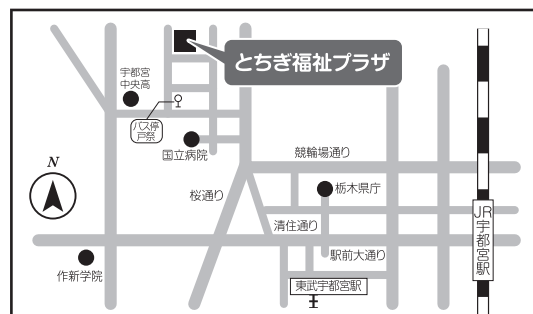 とちぎ福祉プラザ
宇都宮
中央高
バス停
戸祭
国立病院
競輪場通り
N
桜通り
栃木県庁
清住通り
JR宇都宮駅
駅前大通り
作新学院
東武宇都宮駅